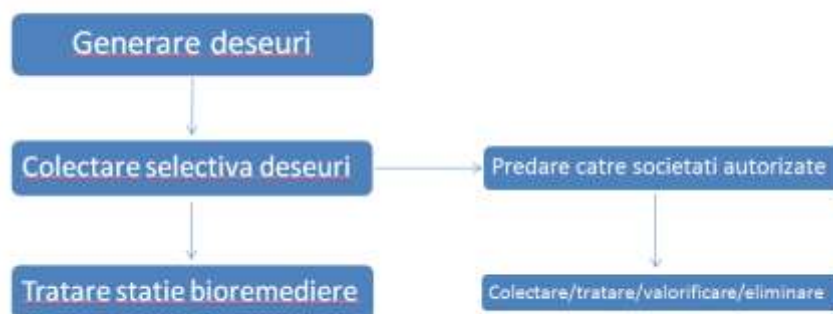 Generare deseuri
Colectare selectiva deseuri
Predare catre societati autorizate
Tratare statie bioremediere
Colectare/tratare/valorificare/eliminare